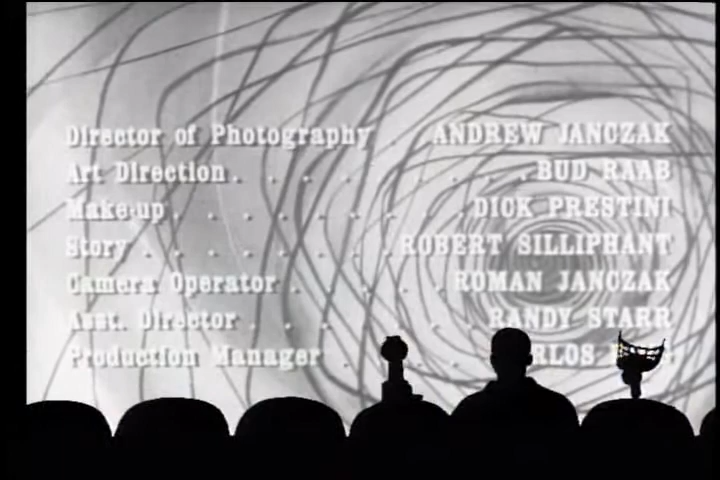 Director of Photography ANDREW JANCZAK
Art Direction . . . . . . . . . BUD RAAB
Make-up . . . . . . . . . DICK PRESTINI
Story . . . . . . . . ROBERT SILLIPHANT
Camera Operator . . . . . ROMAN JANCZAK
Asst. Director . . . . . . RANDY STARR
Production Manager